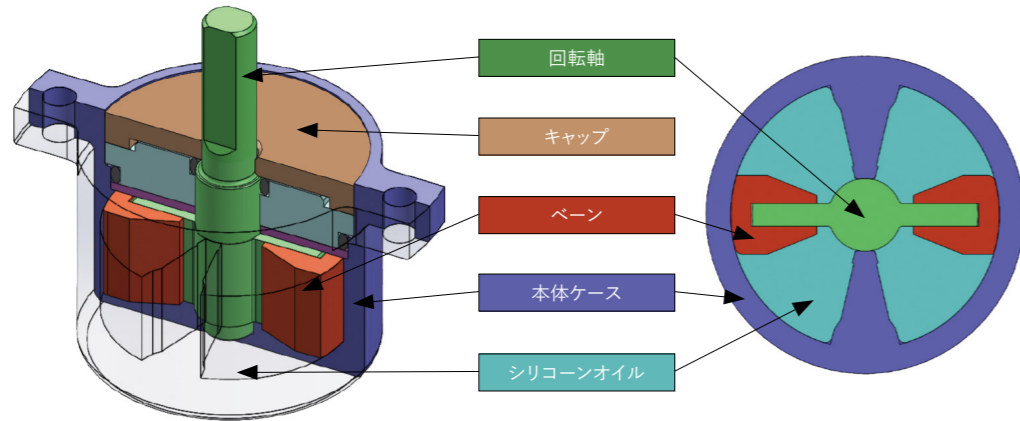 回転軸
キャップ
ベーン
本体ケース
シリコーンオイル